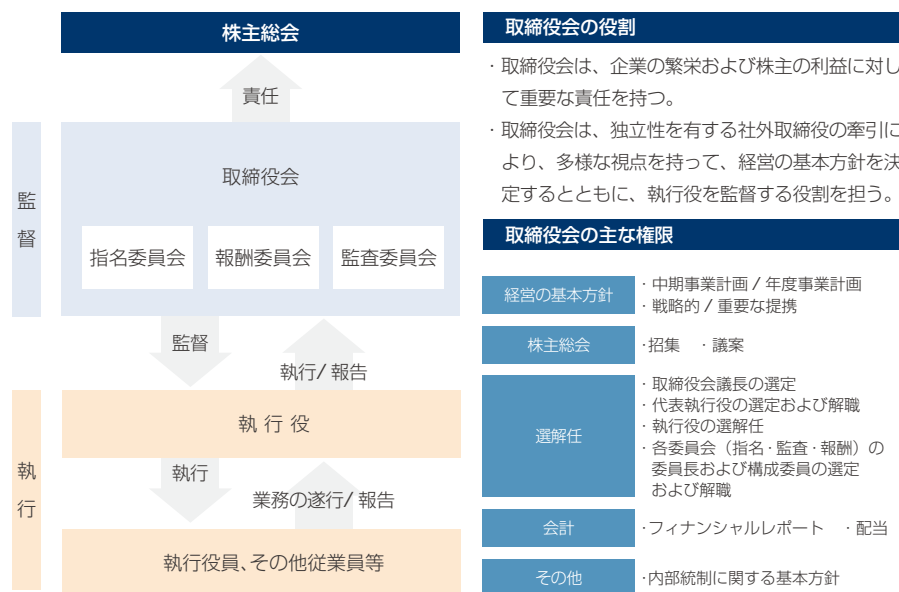 株主総会
責任
監督
取締役会
指名委員会 報酬委員会 監査委員会
監督
執行/ 報告
執行
執 行 役
執行
業務の遂行/ 報告
執行役員、その他従業員等
取締役会の役割
・取締役会は、企業の繁栄および株主の利益に対し
て重要な責任を持つ。
・取締役会は、独立性を有する社外取締役の牽引に
より、多様な視点を持って、経営の基本方針を決
定するとともに、執行役を監督する役割を担う。
取締役会の主な権限
経営の基本方針
・中期事業計画 / 年度事業計画
・戦略的 / 重要な提携
株主総会
・招集 ・議案
選解任
・取締役会議長の選定
・代表執行役の選定および解職
・執行役の選解任
・各委員会（指名・監査・報酬）の
委員長および構成委員の選定
および解職
会計
・フィナンシャルレポート ・配当
その他
・内部統制に関する基本方針